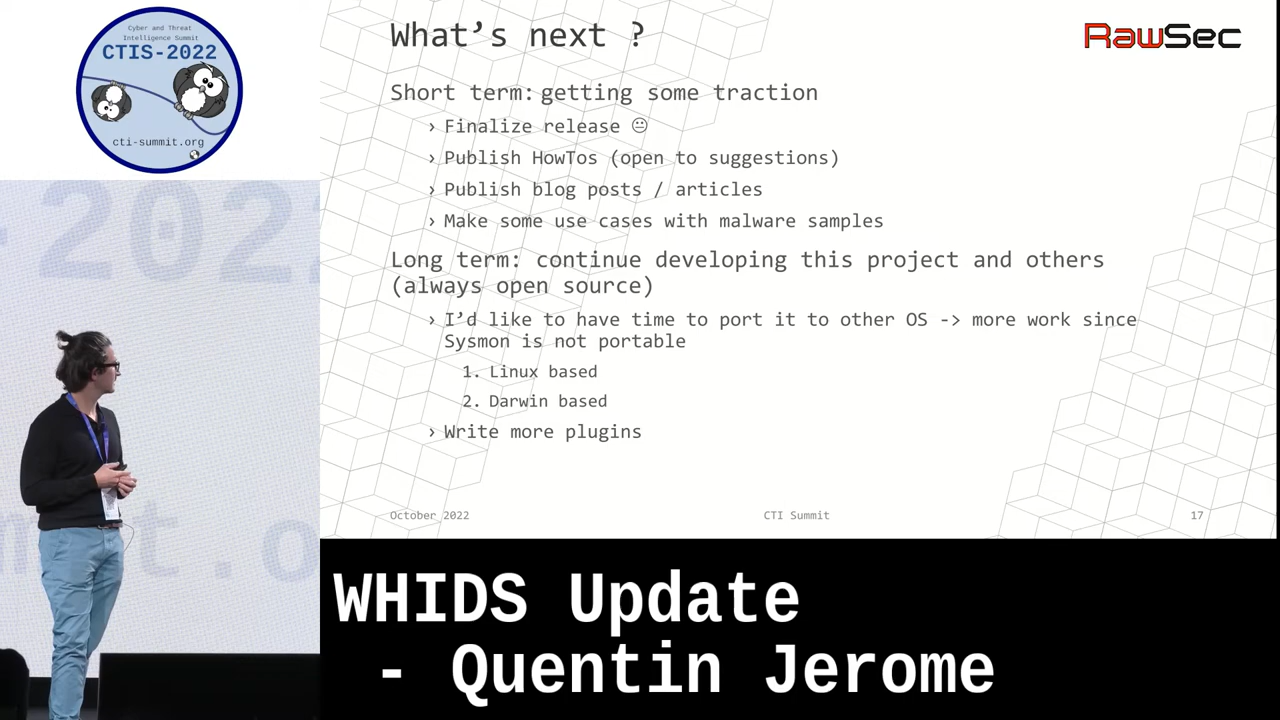 Cyber and Threat
Intelligence Summit
CTIS-2022
cti-summit.org
What’s next ?
RawSec
Short term: getting some traction
› Finalize release 😐
› Publish HowTos (open to suggestions)
› Publish blog posts / articles
› Make some use cases with malware samples
Long term: continue developing this project and others
(always open source)
› I’d like to have time to port it to other OS -> more work since
Sysmon is not portable
1. Linux based
2. Darwin based
› Write more plugins
October 2022
CTI Summit
17
WHIDS Update
- Quentin Jerome